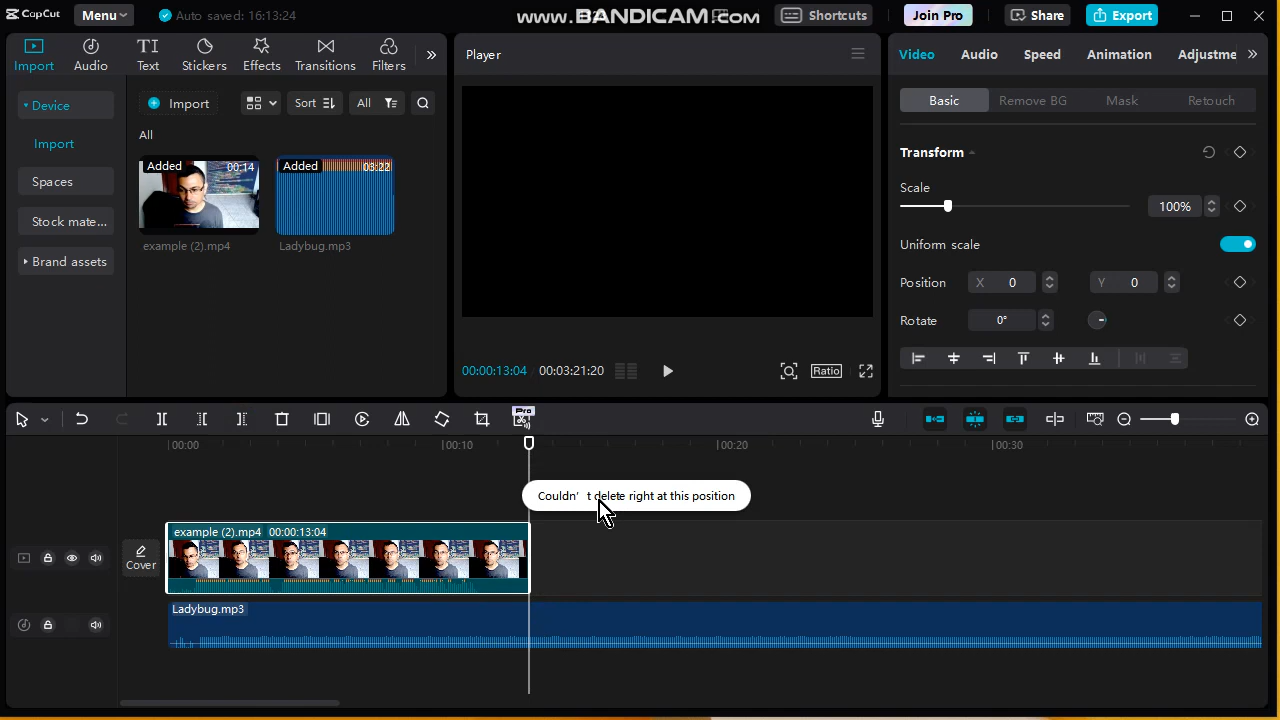 CapCut
Menu
Auto saved: 16:13:24
www.BANDICAM.com
Shortcuts
Join Pro
Share
Export
Import
Audio
Text
Stickers
Effects
Transitions
Filters
Player
Video
Audio
Speed
Animation
Adjustme
Device
Import
Spaces
Stock mate...
Brand assets
Import
Sort
All
All
Added
00:14
example (2).mp4
Added
03:22
Ladybug.mp3
00:00:13:04
00:03:21:20
Ratio
Basic
Remove BG
Mask
Retouch
Transform
Scale
100%
Uniform scale
Position
X
0
Y
0
Rotate
0°
Pro
00:00
00:10
00:20
00:30
Couldn' t delete right at this position
Cover
example (2).mp4
00:00:13:04
Ladybug.mp3